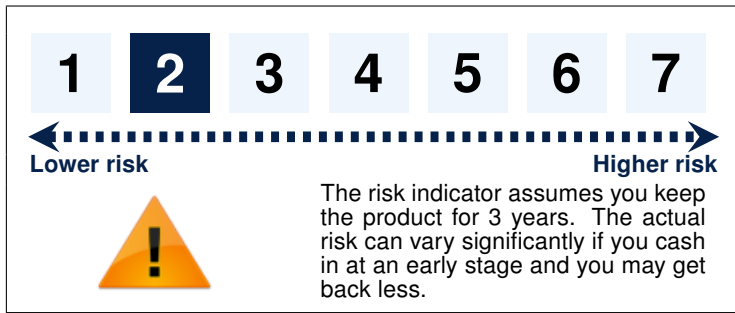 1 2 3 4 5 6 7
Lower risk Higher risk
The risk indicator assumes you keep
the product for 3 years. The actual
risk can vary significantly if you cash
in at an early stage and you may get
back less.